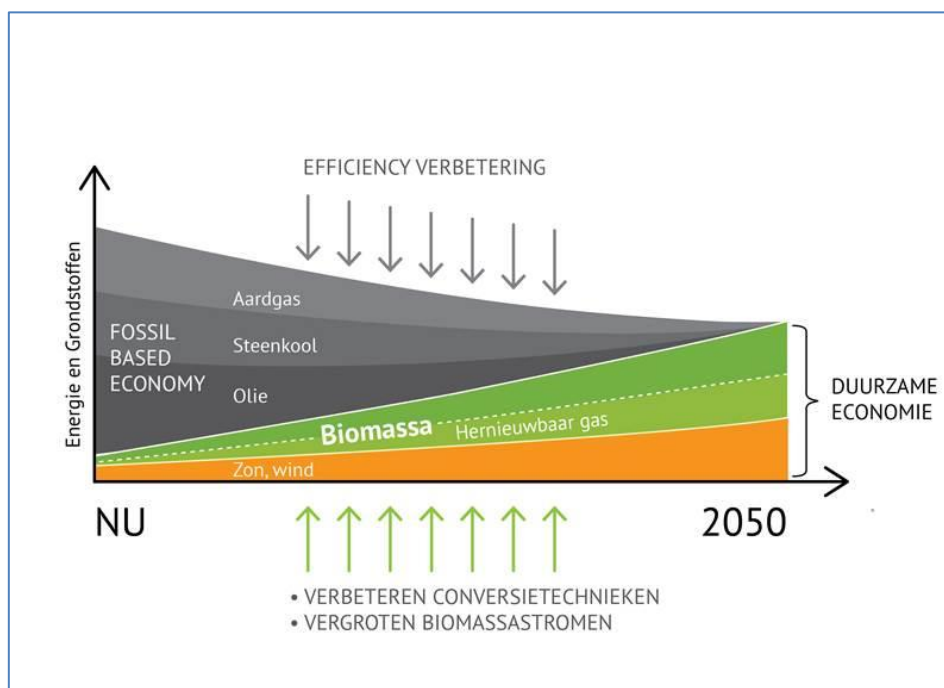 EFFICIENCY VERBETERING
Energie en Grondstoffen
Aardgas
FOSSIL
BASED
ECONOMY
Steenkool
Olie
Biomassa
Hernieuwbaar gas
Zon, wind
DUURZAME
ECONOMIE
NU
2050
• VERBETEREN CONVERSIETECHNIEKEN
• VERGROTEN BIOMASSASTROMEN